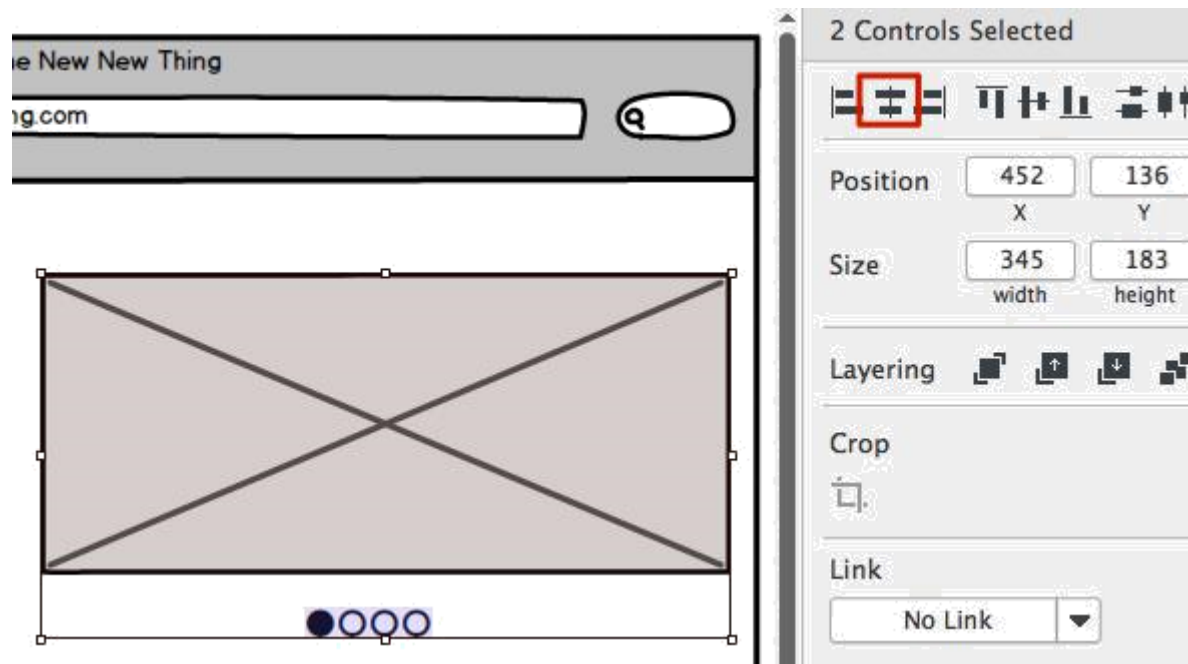 e New New Thing
ng.com
2 Controls Selected
Position 452 136
X Y
Size 345 183
width height
Layering
Crop
Link
No Link